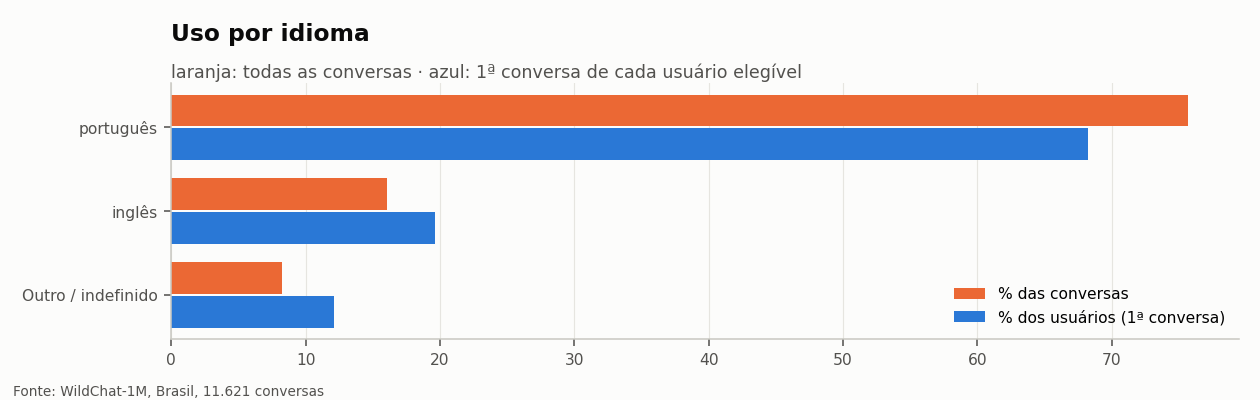 Uso por idioma
laranja: todas as conversas · azul: 1ª conversa de cada usuário elegível
português
inglês
Outro / indefinido
% das conversas
% dos usuários (1ª conversa)
0 10 20 30 40 50 60 70
Fonte: WildChat-1M, Brasil, 11.621 conversas